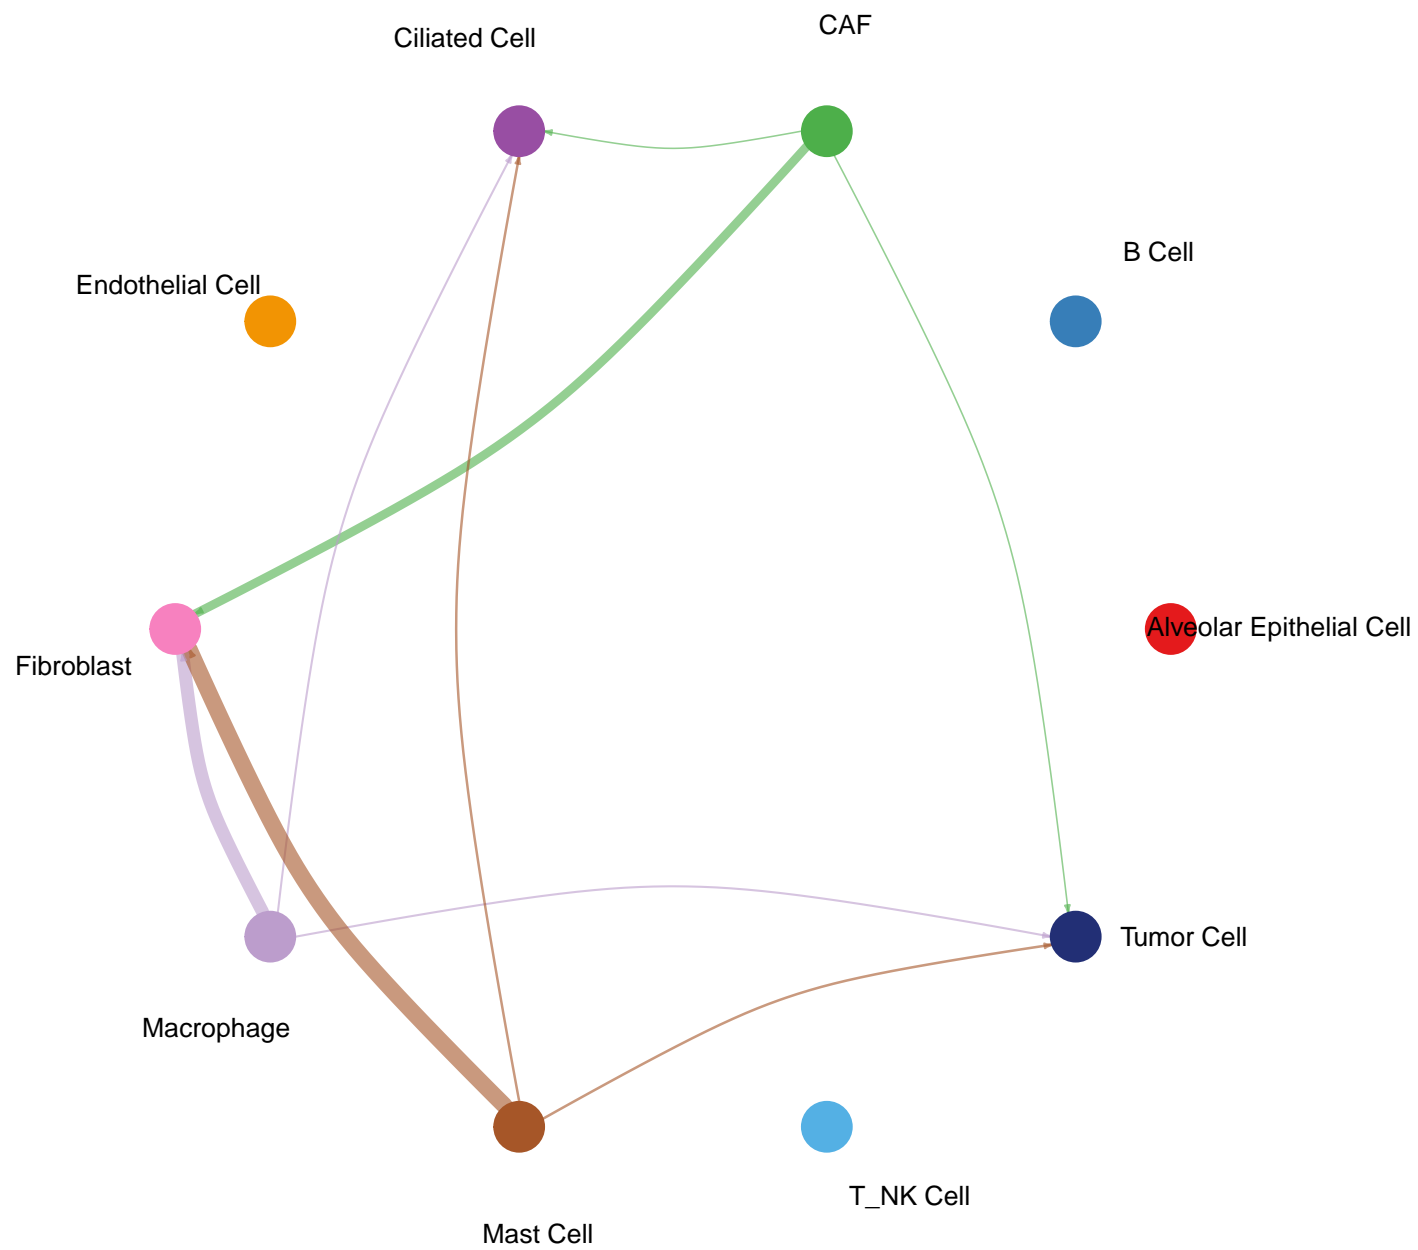 CAF
Ciliated Cell
B Cell
Endothelial Cell
Alveolar Epithelial Cell
Fibroblast
Tumor Cell
Macrophage
T_NK Cell
Mast Cell